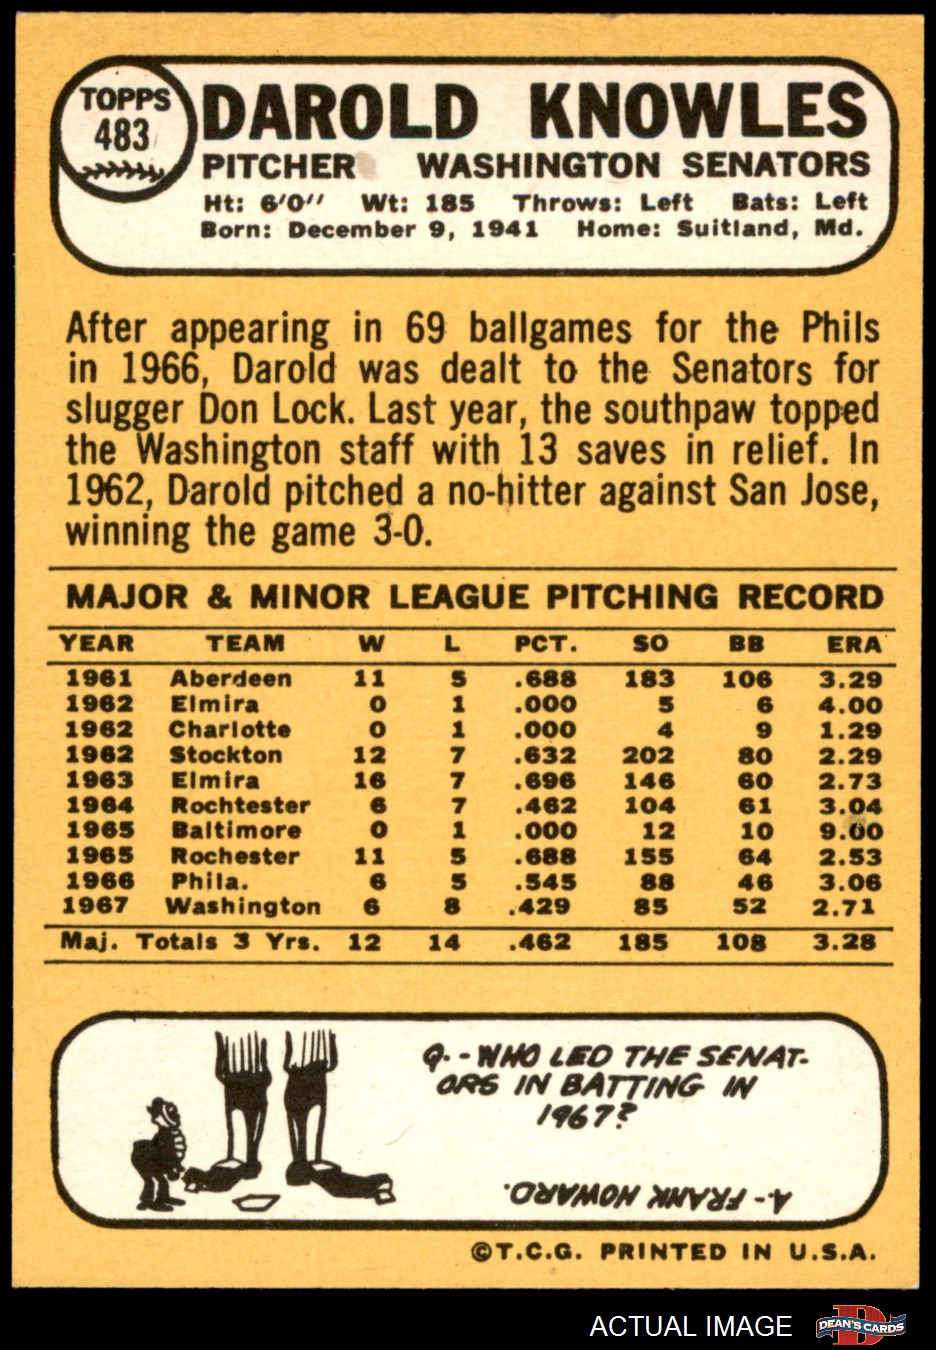 TOPPS
483
DAROLD KNOWLES
PITCHER WASHINGTON SENATORS
Ht: 6'0'' Wt: 185 Throws: Left Bats: Left
Born: December 9, 1941 Home: Suitland, Md.
After appearing in 69 ballgames for the Phils
in 1966, Darold was dealt to the Senators for
slugger Don Lock. Last year, the southpaw topped
the Washington staff with 13 saves in relief. In
1962, Darold pitched a no-hitter against San Jose,
winning the game 3-0.
MAJOR & MINOR LEAGUE PITCHING RECORD
YEAR TEAM W L PCT. SO BB ERA
1961 Aberdeen 11 5 .688 183 106 3.29
1962 Elmira 0 1 .000 5 6 4.00
1962 Charlotte 0 1 .000 4 9 1.29
1962 Stockton 12 7 .632 202 80 2.29
1963 Elmira 16 7 .696 146 60 2.73
1964 Rochtester 6 7 .462 104 61 3.04
1965 Baltimore 0 1 .000 12 10 9.00
1965 Rochester 11 5 .688 155 64 2.53
1966 Phila. 6 5 .545 88 46 3.06
1967 Washington 6 8 .429 85 52 2.71
Maj. Totals 3 Yrs. 12 14 .462 185 108 3.28
Q.-WHO LED THE SENAT-
ORS IN BATTING IN
1967?
A-FRANK HOWARD.
©T.C.G. PRINTED IN U.S.A.
ACTUAL IMAGE
DEAN'S CARDS
D